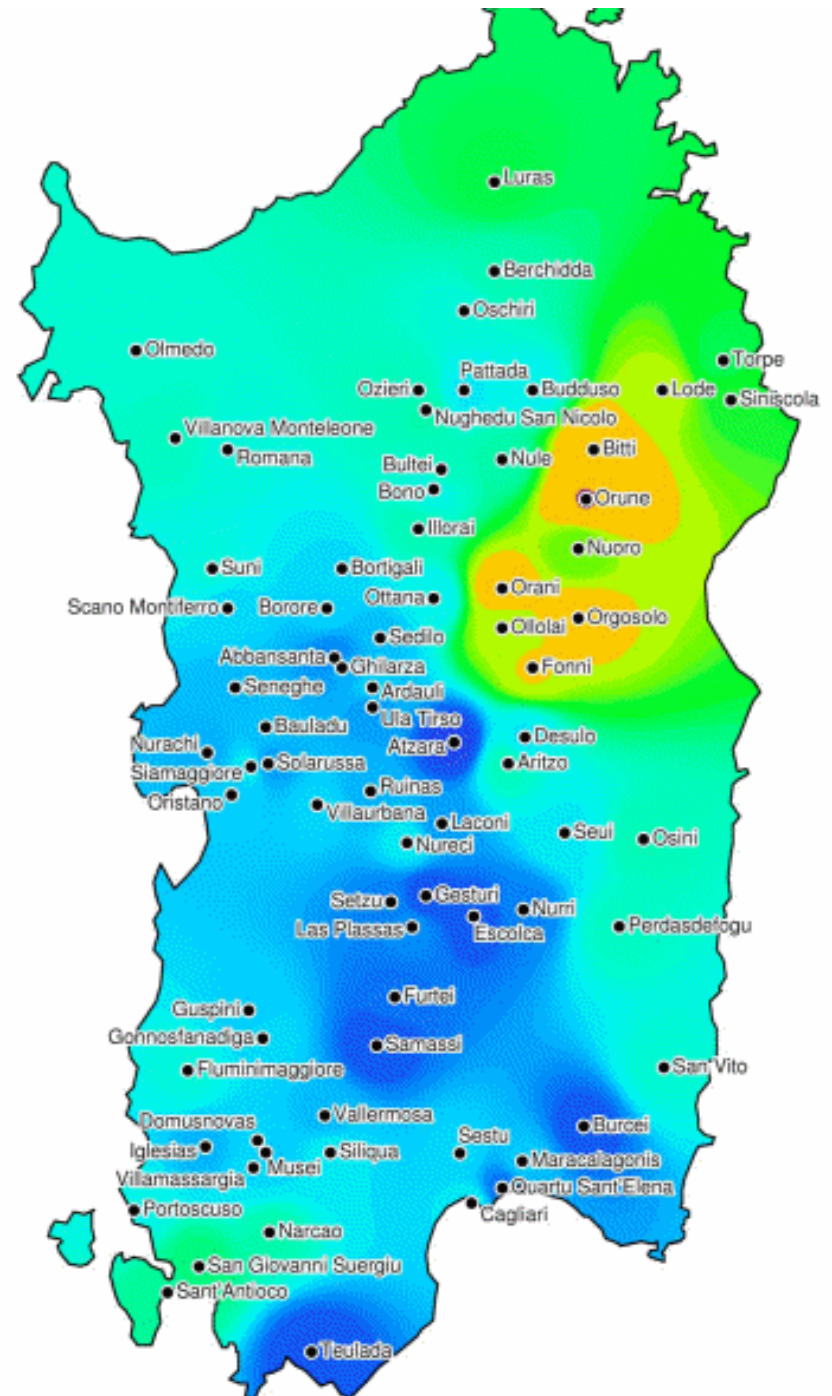 Luras
Berchidda
Oschiri
Olmedo
Torpe
Pattada
Ozieri
Budduso
Lode
Siniscola
Nughedu San Nicolo
Villanova Monteleone
Romana
Bitti
Nule
Bultei
Bono
Orune
Illorai
Nuoro
Suni
Bortigali
Orani
Ottana
Scano Montiferro
Borore
Orgosolo
Ollolai
Sedilo
Abbansanta
Ghilarza
Fonni
Seneghe
Ardauli
Ula Tirso
Bauladu
Desulo
Nurachi
Atzara
Siamaggiore
Solarussa
Aritzo
Ruinas
Oristano
Villaurbana
Laconi
Seui
Osini
Nureci
Setzu
Gesturi
Nurri
Las Plassas
Escolca
Perdasdefogu
Furtei
Guspini
Gonnosfanadiga
Samassi
Fluminimaggiore
San'Vito
Vallermosa
Domusnovas
Burcei
Iglesias
Siliqua
Sestu
Musei
Maracalagonis
Villamassargia
Quartu Sant'Elena
Portoscuso
Cagliari
Narcao
San Giovanni Suergiu
Sant'Antioco
Teulada